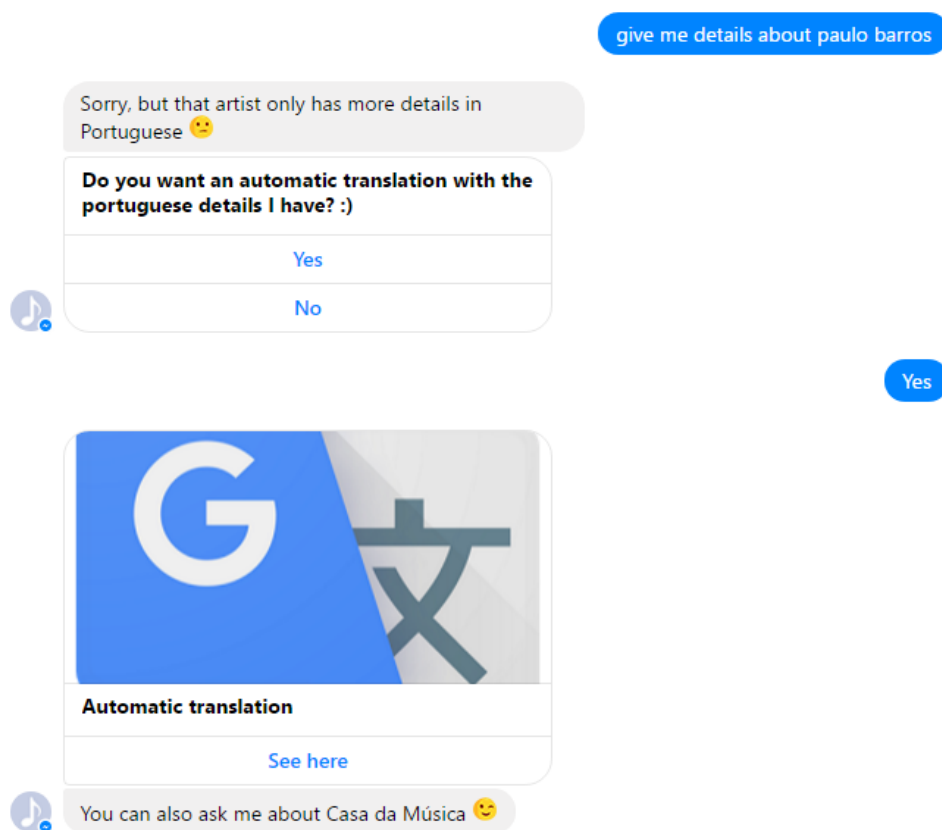 give me details about paulo barros
Sorry, but that artist only has more details in
Portuguese 😕
Do you want an automatic translation with the
portuguese details I have? :)
Yes
No
Yes
G 文
Automatic translation
See here
You can also ask me about Casa da Música 😉